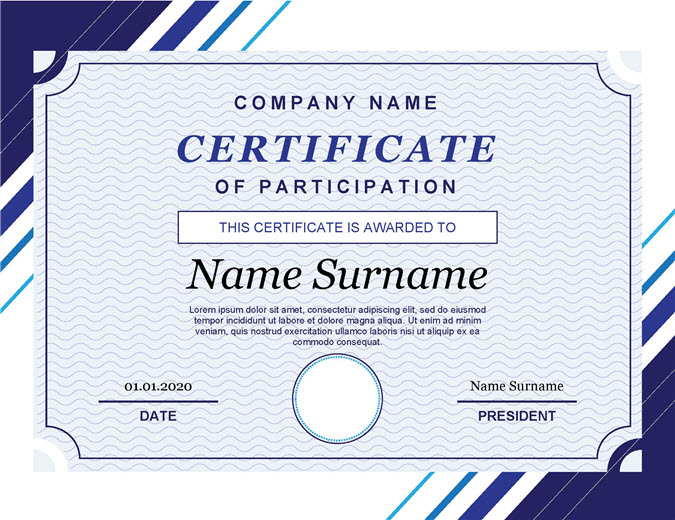 COMPANY NAME
CERTIFICATE
OF PARTICIPATION
THIS CERTIFICATE IS AWARDED TO
Name Surname
Lorem ipsum dolor sit amet, consectetur adipiscing elit, sed do eiusmod
tempor incididunt ut labore et dolore magna aliqua. Ut enim ad minim
veniam, quis nostrud exercitation ullamco laboris nisi ut aliquip ex ea
commodo consequat.
01.01.2020
DATE
Name Surname
PRESIDENT